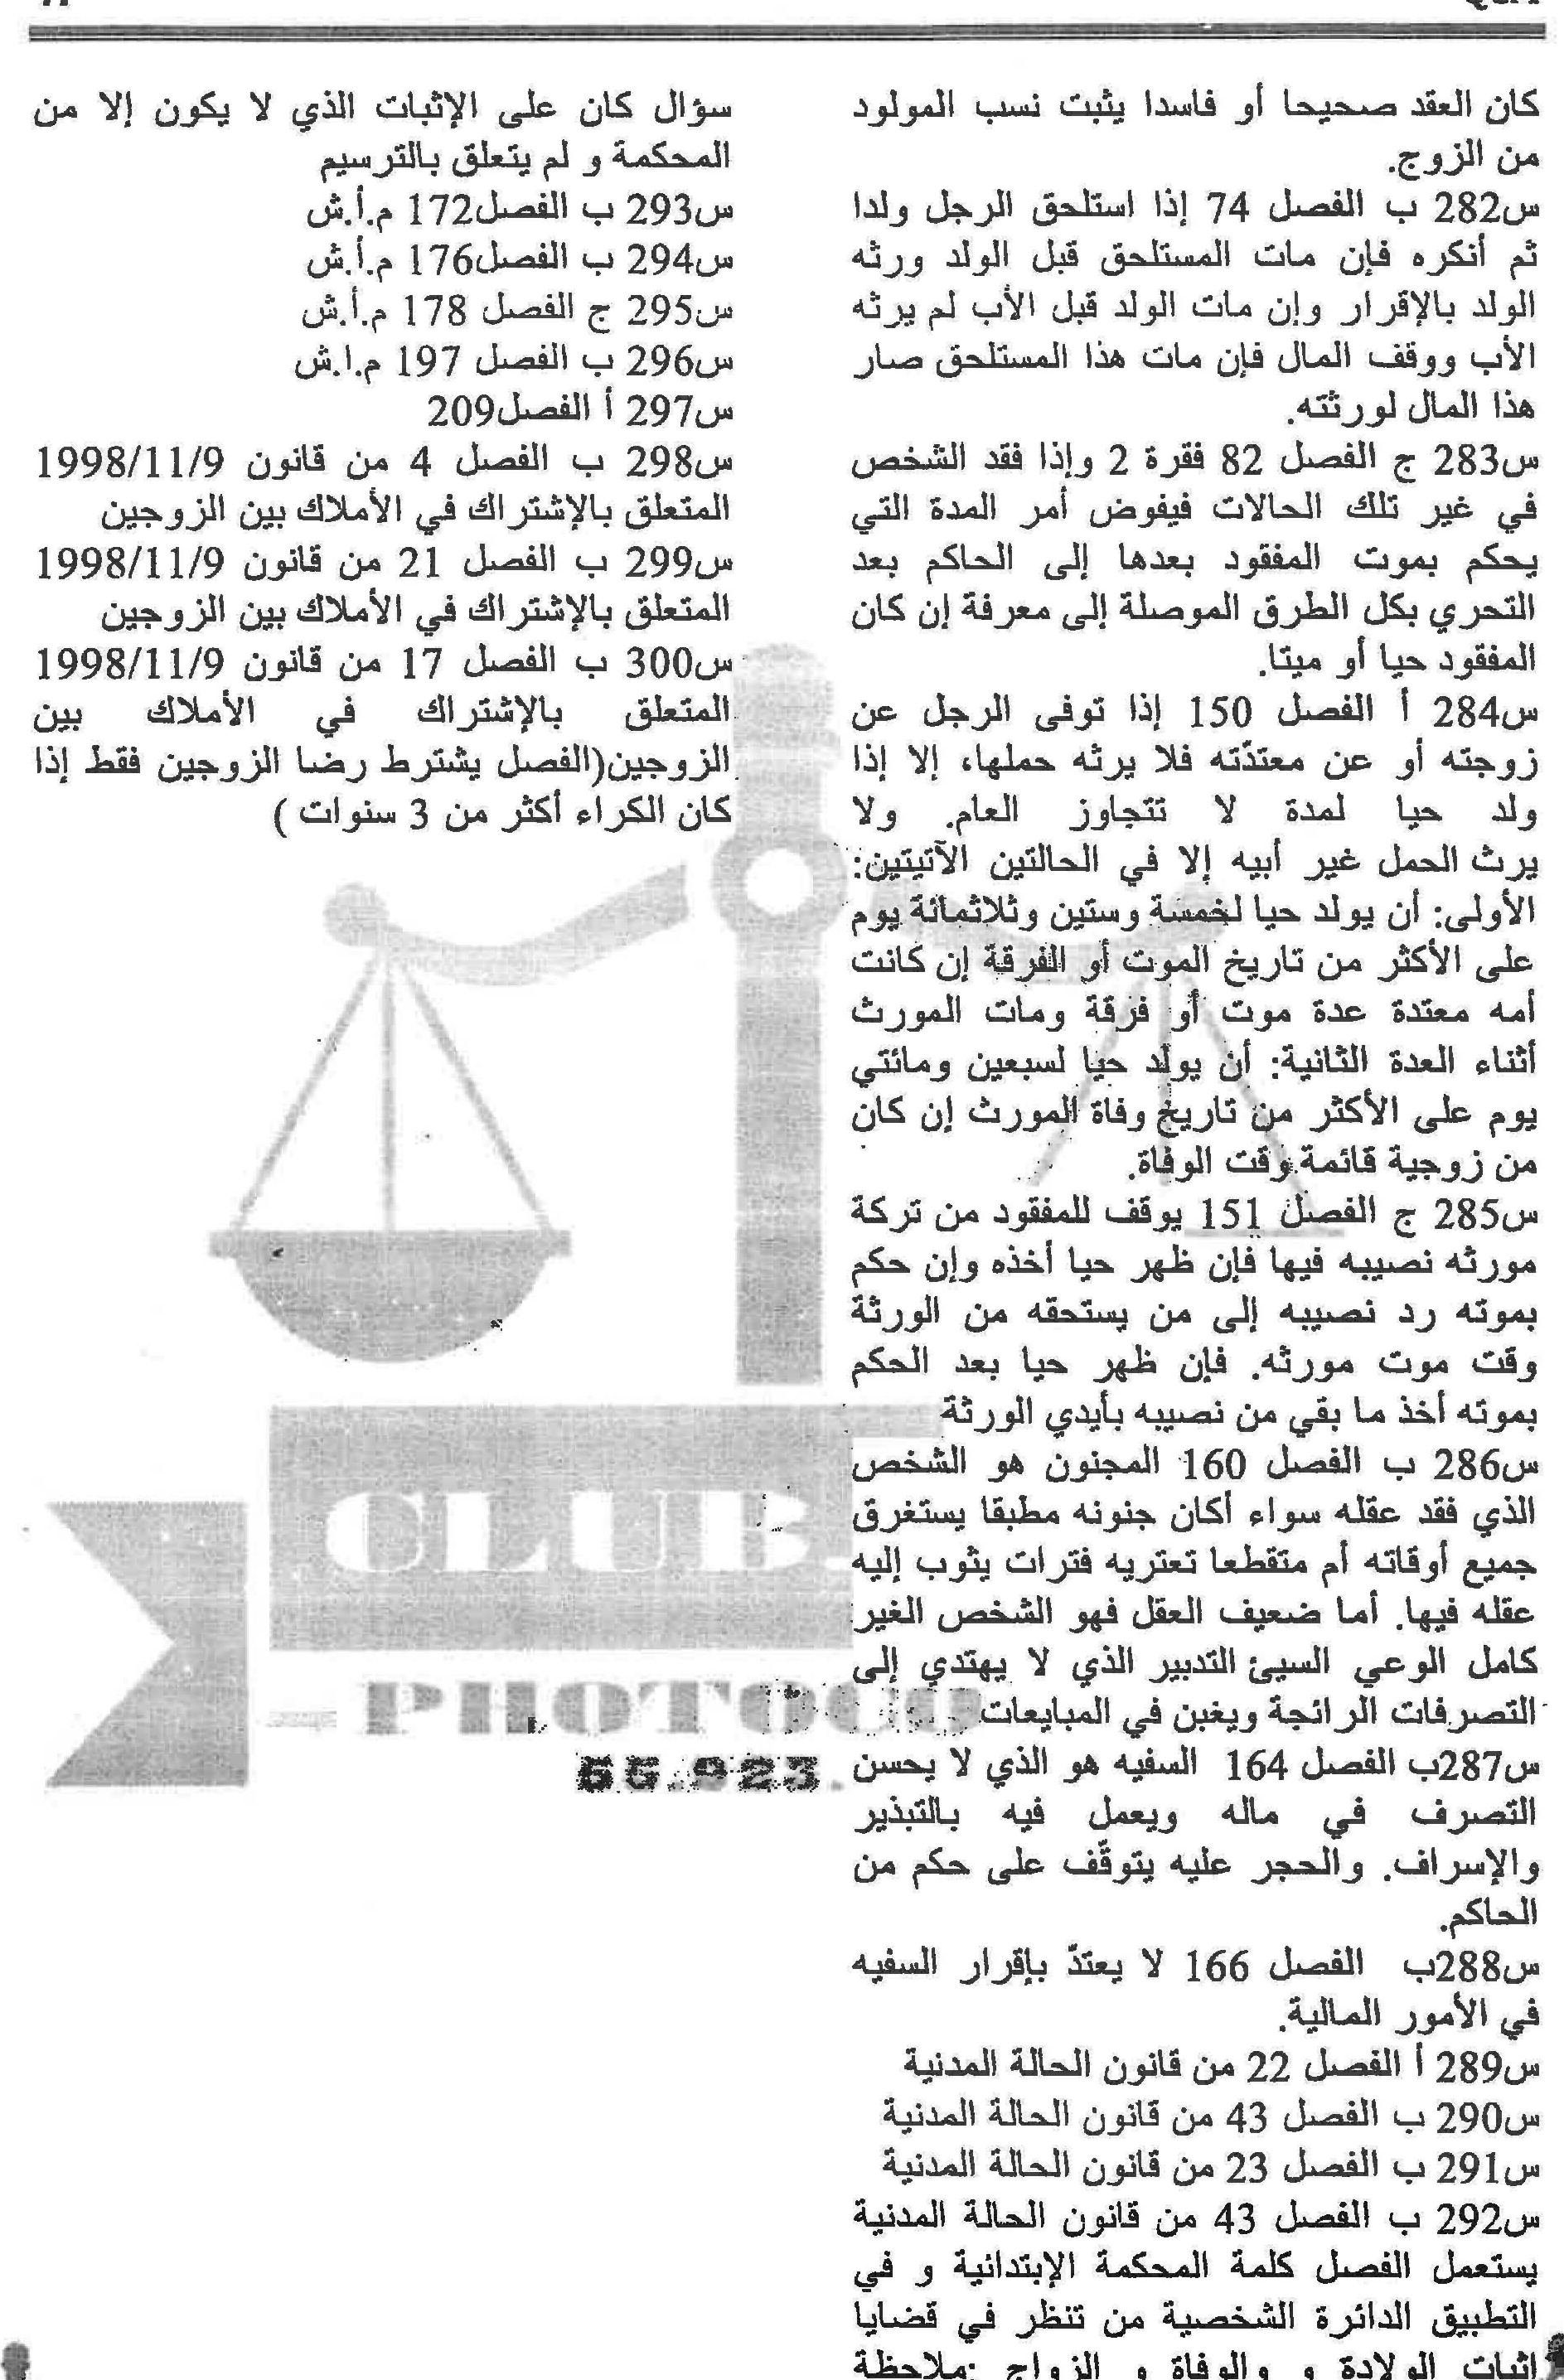 كان العقد صحيحا أو فاسدا يثبت نسب المولود
من الزوج.
س282 ب الفصل 74 إذا استلحق الرجل ولدا
ثم أنكره فإن مات المستلحق قبل الولد ورثه
الولد بالإقرار وإن مات الولد قبل الأب لم يرثه
الأب ووقف المال فإن مات هذا المستلحق صار
هذا المال لورثته.
س283 ج الفصل 82 فقرة 2 وإذا فقد الشخص
في غير تلك الحالات فيفوض أمر المدة التي
يحكم بموت المفقود بعدها إلى الحاكم بعد
التحري بكل الطرق الموصلة إلى معرفة إن كان
المفقود حيا أو ميتا.
س284 أ الفصل 150 إذا توفى الرجل عن
زوجته أو عن معتدّته فلا يرثه حملها، إلا إذا
ولد حيا لمدة لا تتجاوز العام. ولا
يرث الحمل غير أبيه إلا في الحالتين الآتيتين:
الأولى: أن يولد حيا لخمسة وستين وثلاثمائة يوم
على الأكثر من تاريخ الموت أو الفرقة إن كانت
أمه معتدة عدة موت أو فرقة ومات المورث
أثناء العدة الثانية: أن يولد حيا لسبعين ومائتي
يوم على الأكثر من تاريخ وفاة المورث إن كان
من زوجية قائمة وقت الوفاة.
س285 ج الفصل 151 يوقف للمفقود من تركة
مورثه نصيبه فيها فإن ظهر حيا أخذه وإن حكم
بموته رد نصيبه إلى من يستحقه من الورثة
وقت موت مورثه. فإن ظهر حيا بعد الحكم
بموته أخذ ما بقي من نصيبه بأيدي الورثة
س286 ب الفصل 160 المجنون هو الشخص
الذي فقد عقله سواء أكان جنونه مطبقا يستغرق
جميع أوقاته أم متقطعا تعتريه فترات يثوب إليه
عقله فيها. أما ضعيف العقل فهو الشخص الغير
كامل الوعي السيئ التدبير الذي لا يهتدي إلى
التصرفات الرائجة ويغبن في المبايعات
س287ب الفصل 164 السفيه هو الذي لا يحسن
التصرف في ماله ويعمل فيه بالتبذير
والإسراف. والحجر عليه يتوقّف على حكم من
الحاكم.
س288ب الفصل 166 لا يعتدّ بإقرار السفيه
في الأمور المالية.
س289 أ الفصل 22 من قانون الحالة المدنية
س290 ب الفصل 43 من قانون الحالة المدنية
س291 ب الفصل 23 من قانون الحالة المدنية
س292 ب الفصل 43 من قانون الحالة المدنية
يستعمل الفصل كلمة المحكمة الإبتدائية و في
التطبيق الدائرة الشخصية من تنظر في قضايا
إثبات الولادة و والوفاة و الزواج :ملاحظة
سؤال كان على الإثبات الذي لا يكون إلا من
المحكمة و لم يتعلق بالترسيم
س293 ب الفصل172 م.أ.ش
س294 ب الفصل176 م.أ.ش
س295 ج الفصل 178 م.أ.ش
س296 ب الفصل 197 م.ا.ش
س297 أ الفصل209
س298 ب الفصل 4 من قانون 1998/11/9
المتعلق بالإشتراك في الأملاك بين الزوجين
س299 ب الفصل 21 من قانون 1998/11/9
المتعلق بالإشتراك في الأملاك بين الزوجين
س300 ب الفصل 17 من قانون 1998/11/9
المتعلق بالإشتراك في الأملاك بين
الزوجين(الفصل يشترط رضا الزوجين فقط إذا
كان الكراء أكثر من 3 سنوات )
CLUB
PHOTOCO
55.923.